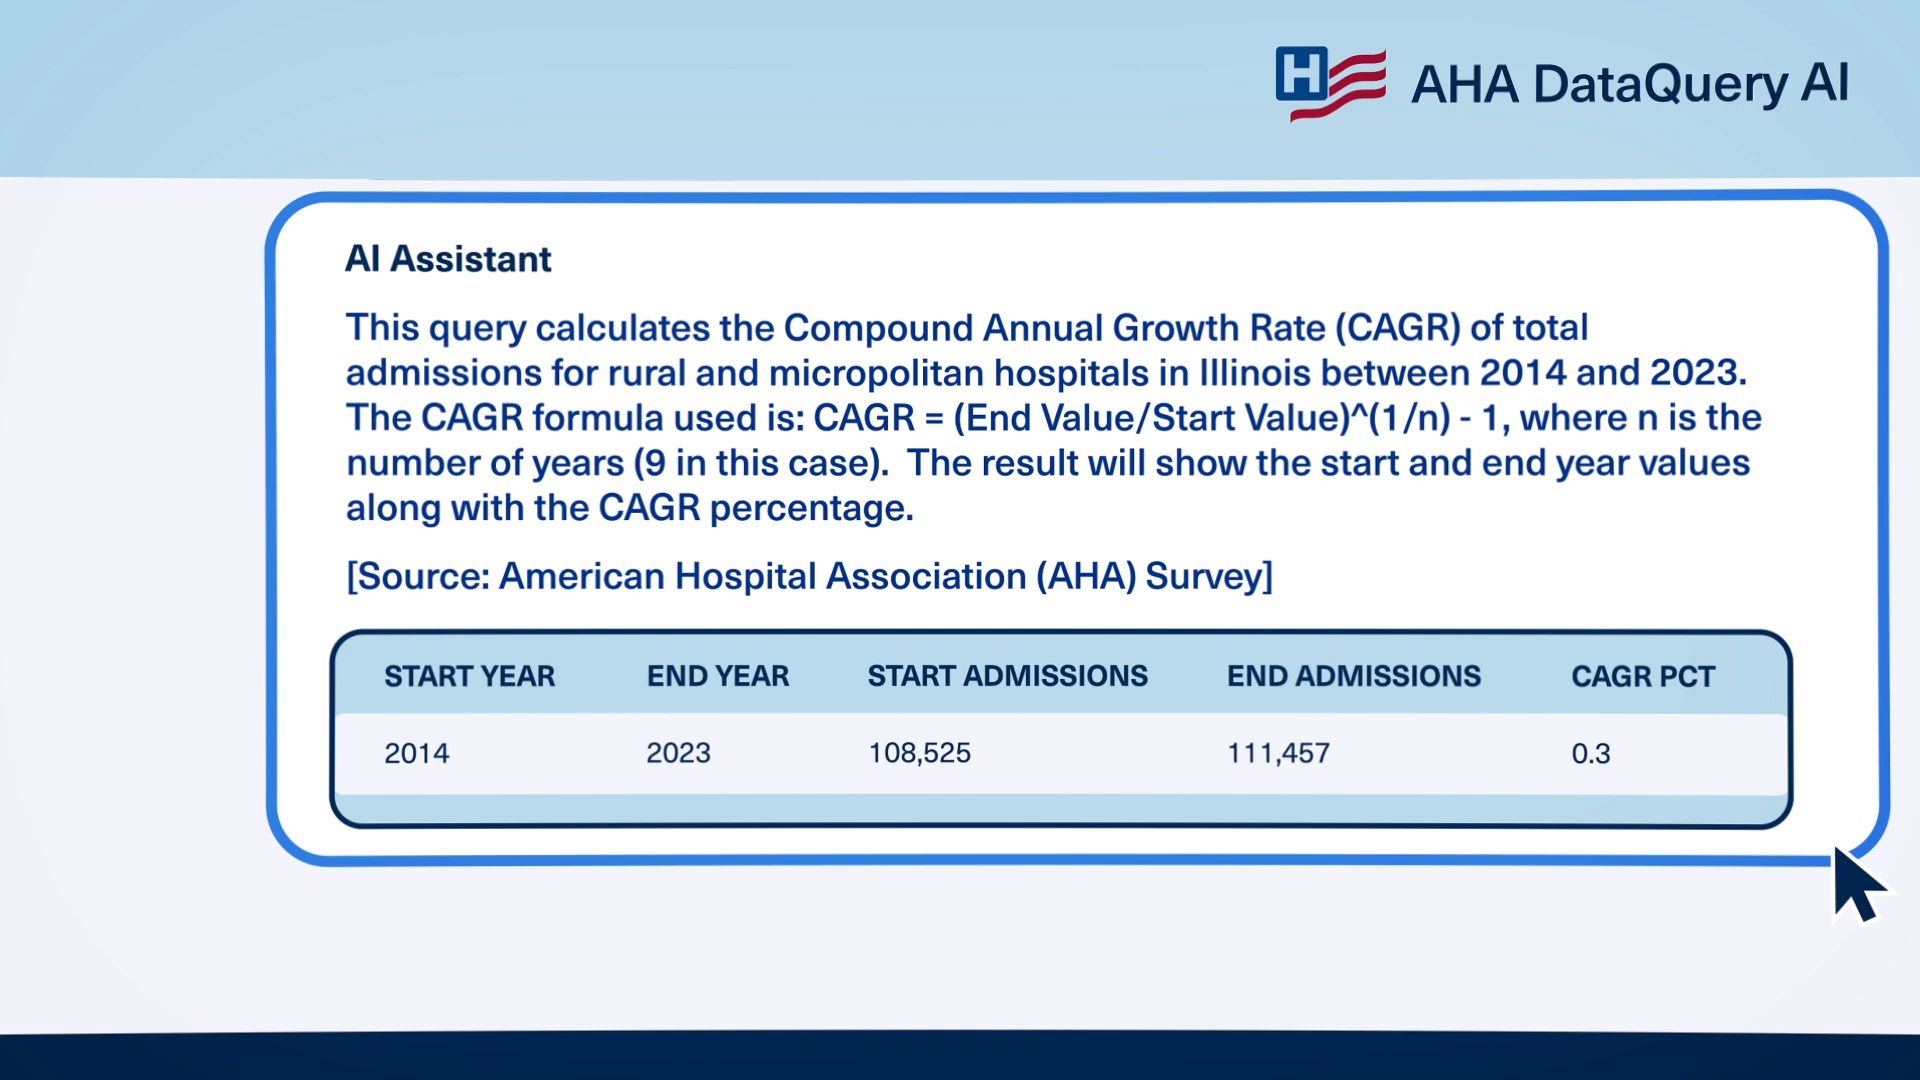 H AHA DataQuery AI
AI Assistant
This query calculates the Compound Annual Growth Rate (CAGR) of total
admissions for rural and micropolitan hospitals in Illinois between 2014 and 2023.
The CAGR formula used is: CAGR = (End Value/Start Value)^(1/n) - 1, where n is the
number of years (9 in this case).  The result will show the start and end year values
along with the CAGR percentage.
[Source: American Hospital Association (AHA) Survey]
START YEAR END YEAR START ADMISSIONS END ADMISSIONS CAGR PCT
2014 2023 108,525 111,457 0.3